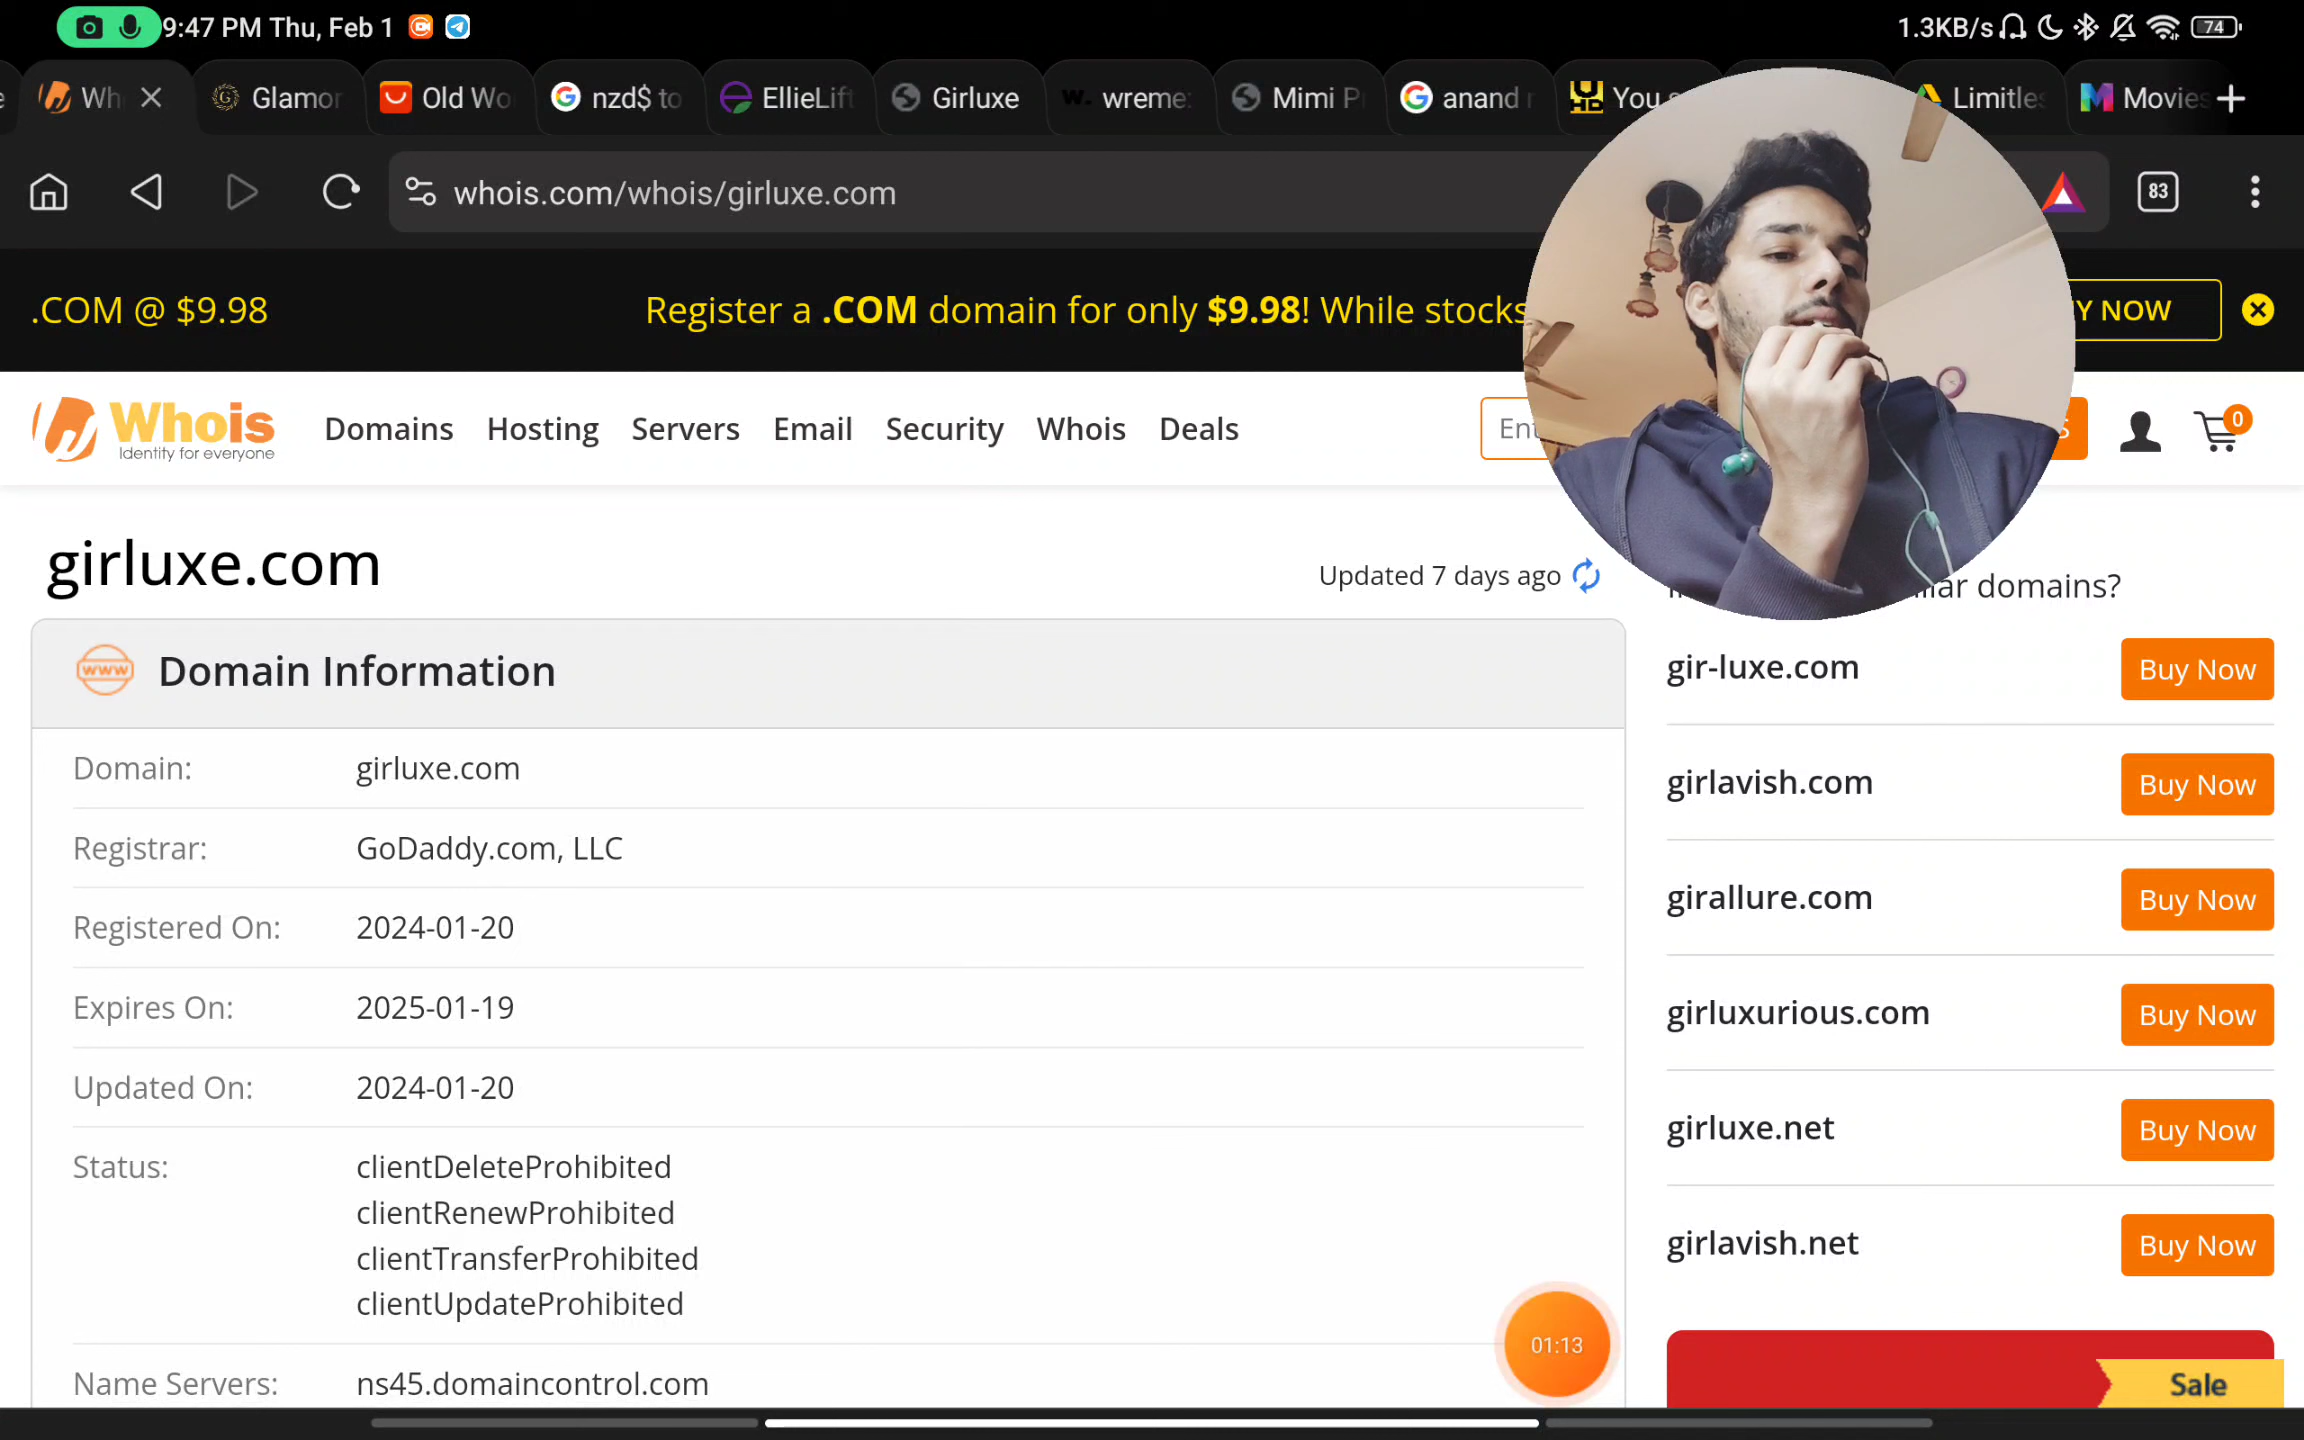 9:47 PM Thu, Feb 1
1.3KB/s 74
Wh Glamor Old Wo nzd$ to EllieLift Girluxe w. wreme: Mimi P anand You Limitles Movies
whois.com/whois/girluxe.com
83
.COM @ $9.98
Register a .COM domain for only $9.98! While stocks
Y NOW
Whois
Identity for everyone
Domains Hosting Servers Email Security Whois Deals
Ent
S
0
girluxe.com
Updated 7 days ago
domains?
www
Domain Information
Domain: girluxe.com
Registrar: GoDaddy.com, LLC
Registered On: 2024-01-20
Expires On: 2025-01-19
Updated On: 2024-01-20
Status: clientDeleteProhibited
clientRenewProhibited
clientTransferProhibited
clientUpdateProhibited
Name Servers: ns45.domaincontrol.com
gir-luxe.com Buy Now
girlavish.com Buy Now
girallure.com Buy Now
girluxurious.com Buy Now
girluxe.net Buy Now
girlavish.net Buy Now
01:13
Sale